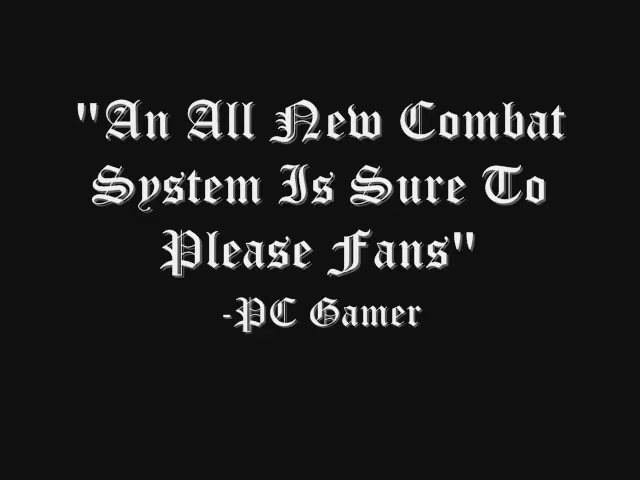 "An All New Combat
System Is Sure To
Please Fans"
-PC Gamer